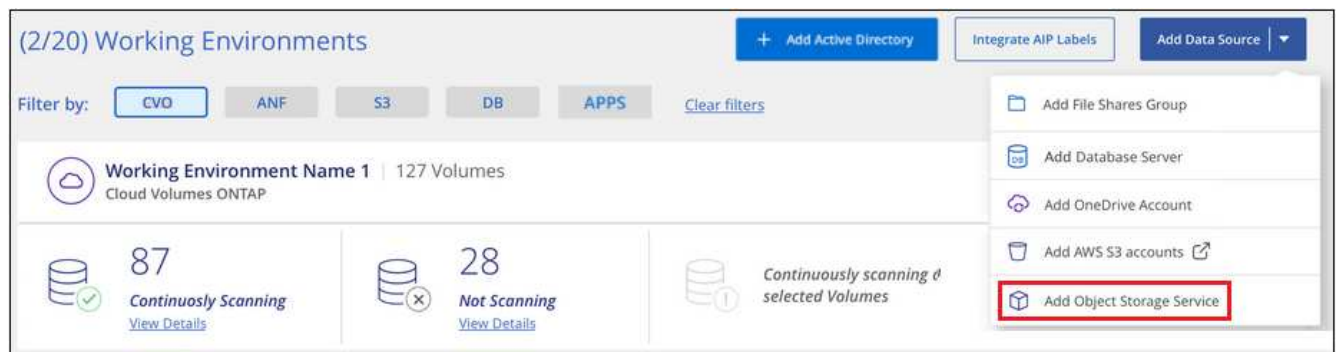 (2/20) Working Environments
+ Add Active Directory
Integrate AIP Labels
Add Data Source
Filter by:
CVO
ANF
S3
DB
APPS
Clear filters
Add File Shares Group
DB
Add Database Server
Add OneDrive Account
Add AWS S3 accounts
Add Object Storage Service
Working Environment Name 1 | 127 Volumes
Cloud Volumes ONTAP
87
Continuosly Scanning
View Details
28
Not Scanning
View Details
Continuously scanning
selected Volumes